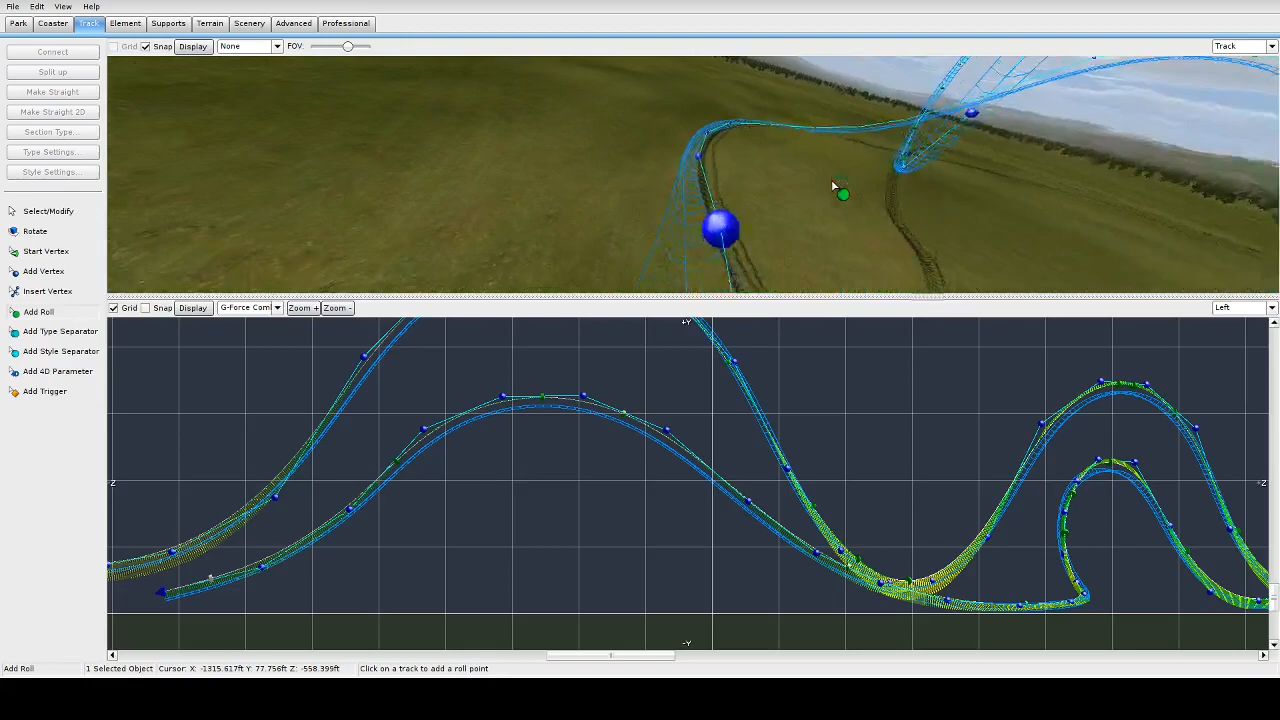 File Edit View Help
Park Coaster Track Element Supports Terrain Scenery Advanced Professional
Connect Grid Snap Display None FOV. Track
Split up
Make Straight
Make Straight 2D
Section Type...
Type Settings...
Style Settings...
Select/Modify
Rotate
Start Vertex
Add Vertex
Insert Vertex
Add Roll
Grid Snap Display G-Force Com Zoom + Zoom - Left
+Y
Add Type Separator
Add Style Separator
Add 4D Parameter
Add Trigger
Z -Z
-Y
Add Roll 1 Selected Object Cursor: X: -1315.617ft Y: 77.756ft Z: -558.399ft Click on a track to add a roll point